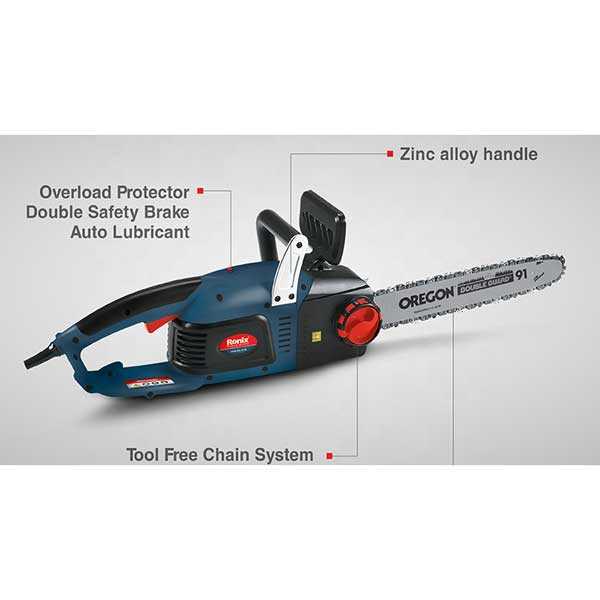 Zinc alloy handle
Overload Protector
Double Safety Brake
Auto Lubricant
OREGON DOUBLE GUARD 91
Ronix
Tool Free Chain System